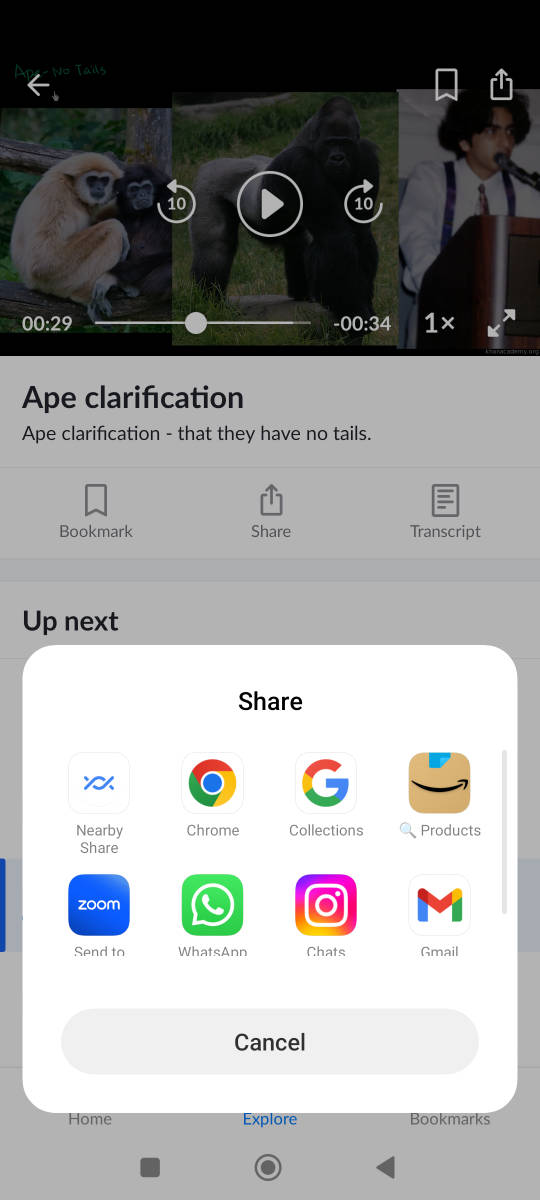 Ape - No Tails
10
10
00:29
-00:34
1×
khanacademy.org
Ape clarification
Ape clarification - that they have no tails.
Bookmark
Share
Transcript
Up next
Share
Nearby
Share
Chrome
Collections
🔍 Products
zoom
Send to
WhatsApp
Chats
Gmail
Cancel
Home
Explore
Bookmarks